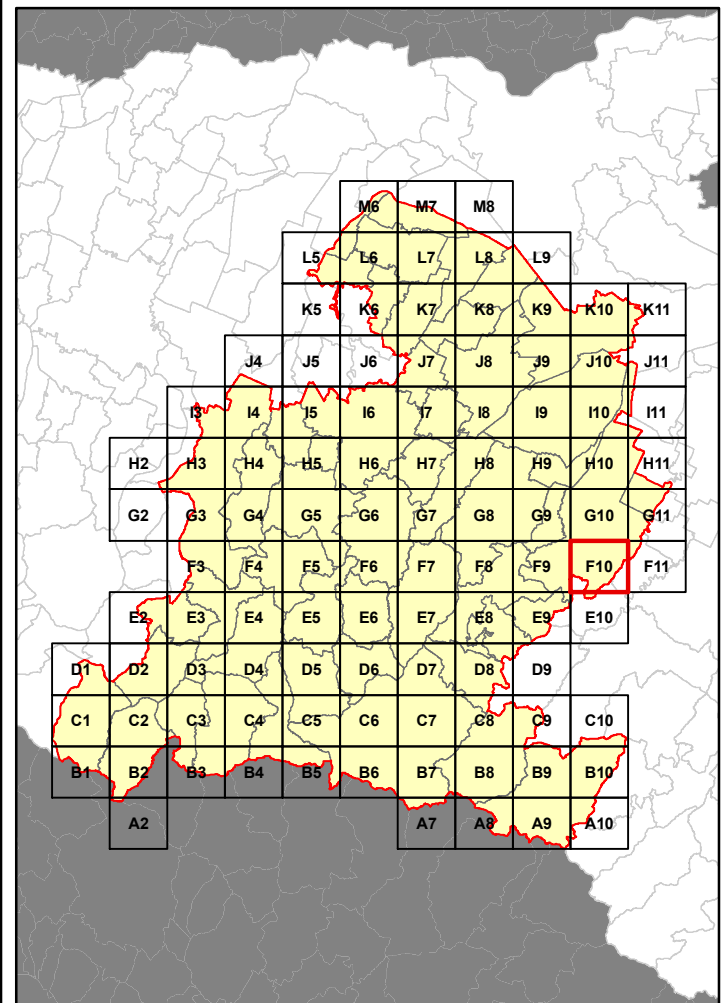 M6 M7 M8
L5 L6 L7 L8 L9
K5 K6 K7 K8 K9 K10 K11
J4 J5 J6 J7 J8 J9 J10 J11
I3 I4 I5 I6 I7 I8 I9 I10 I11
H2 H3 H4 H5 H6 H7 H8 H9 H10 H11
G2 G3 G4 G5 G6 G7 G8 G9 G10 G11
F3 F4 F5 F6 F7 F8 F9 F10 F11
E2 E3 E4 E5 E6 E7 E8 E9 E10
D1 D2 D3 D4 D5 D6 D7 D8 D9
C1 C2 C3 C4 C5 C6 C7 C8 C9 C10
B1 B2 B3 B4 B5 B6 B7 B8 B9 B10
A2 A7 A8 A9 A10